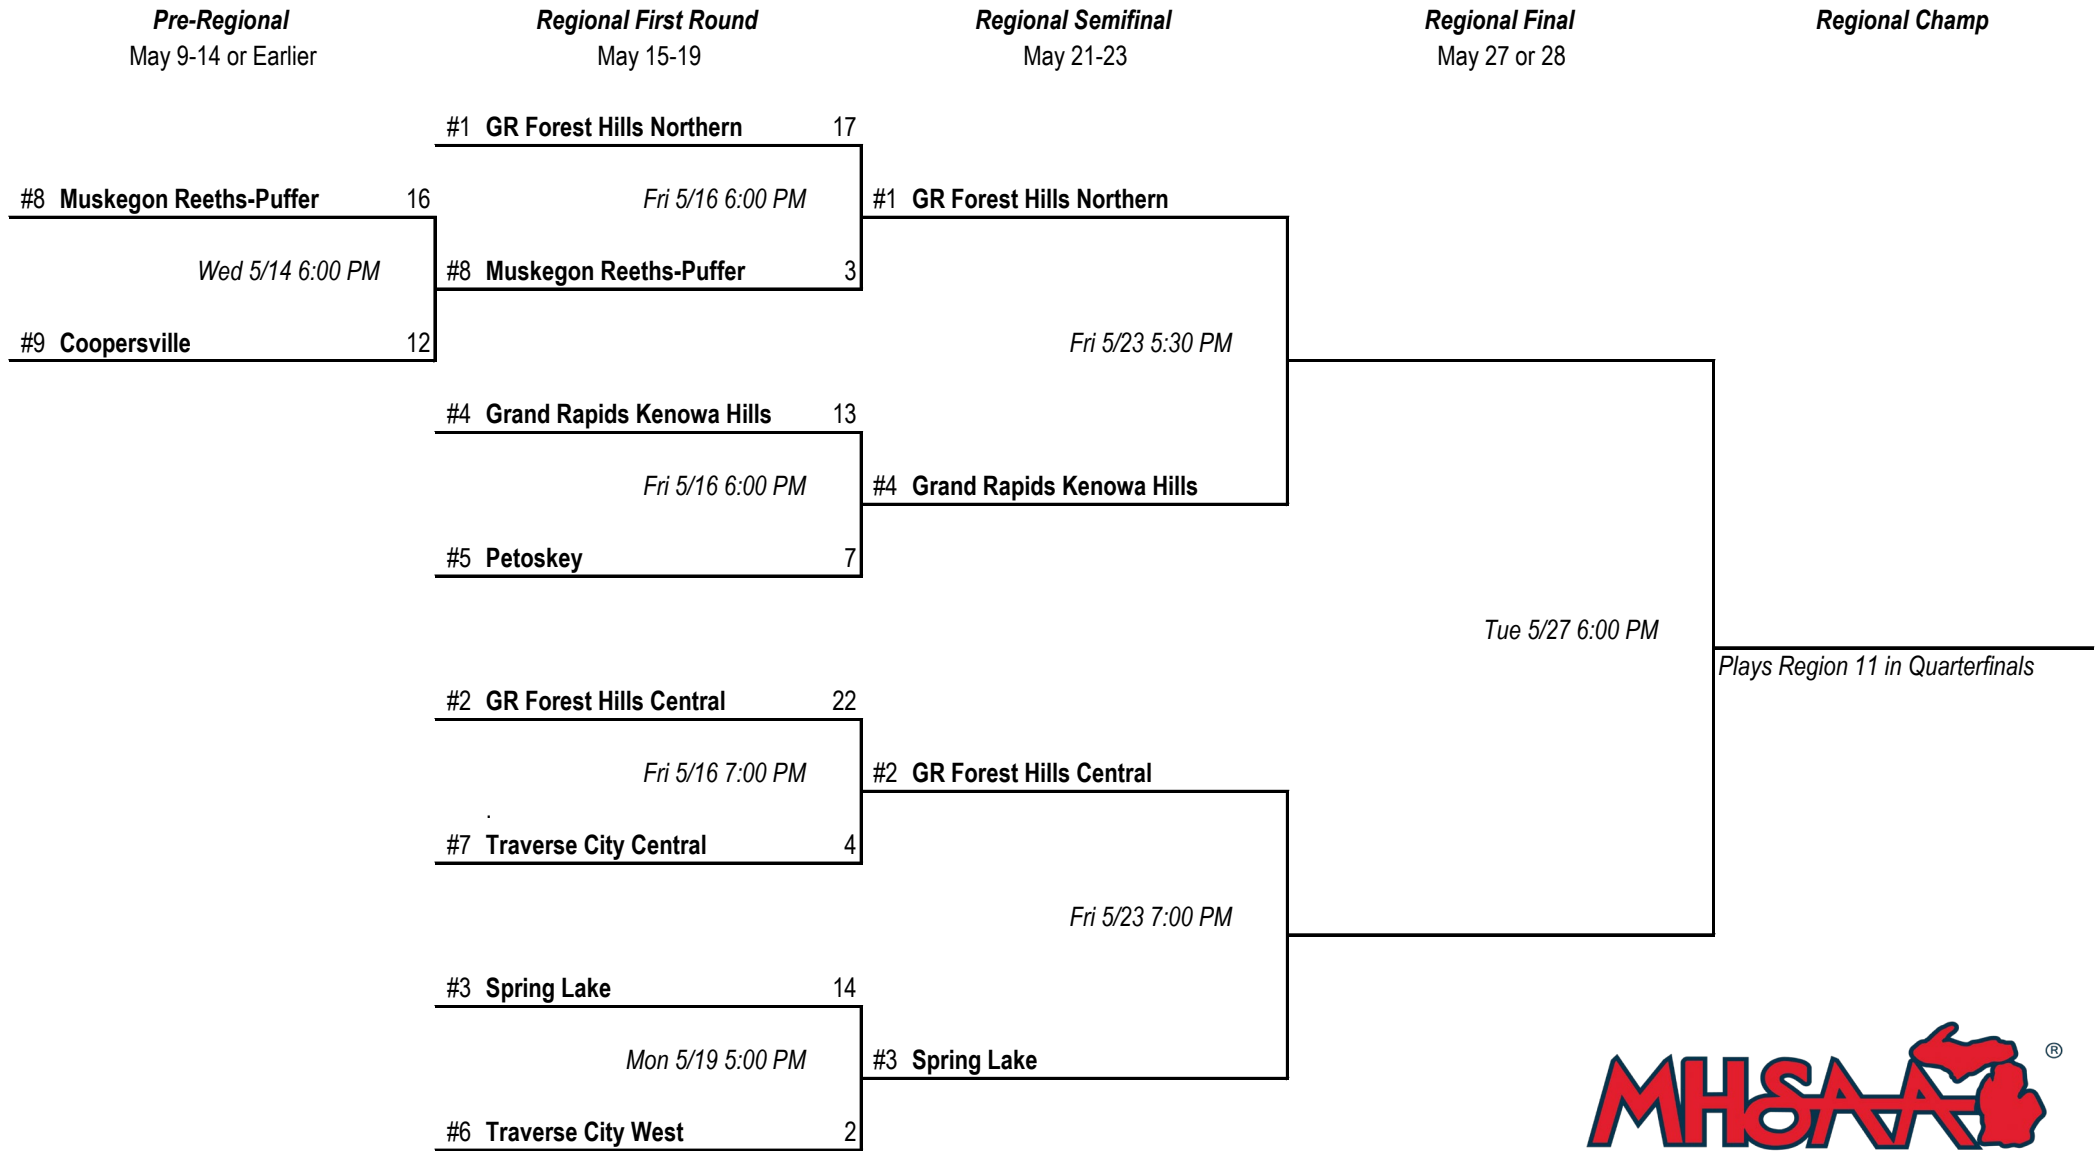 Pre-Regional Regional First Round Regional Semifinal Regional Final Regional Champ
May 9-14 or Earlier May 15-19 May 21-23 May 27 or 28
#1 GR Forest Hills Northern 17
#8 Muskegon Reeths-Puffer 16 Fri 5/16 6:00 PM #1 GR Forest Hills Northern
Wed 5/14 6:00 PM #8 Muskegon Reeths-Puffer 3
#9 Coopersville 12 Fri 5/23 5:30 PM
#4 Grand Rapids Kenowa Hills 13
Fri 5/16 6:00 PM #4 Grand Rapids Kenowa Hills
#5 Petoskey 7
Tue 5/27 6:00 PM
Plays Region 11 in Quarterfinals
#2 GR Forest Hills Central 22
Fri 5/16 7:00 PM #2 GR Forest Hills Central
.
#7 Traverse City Central 4
Fri 5/23 7:00 PM
#3 Spring Lake 14
Mon 5/19 5:00 PM #3 Spring Lake
#6 Traverse City West 2
MHSAA ®